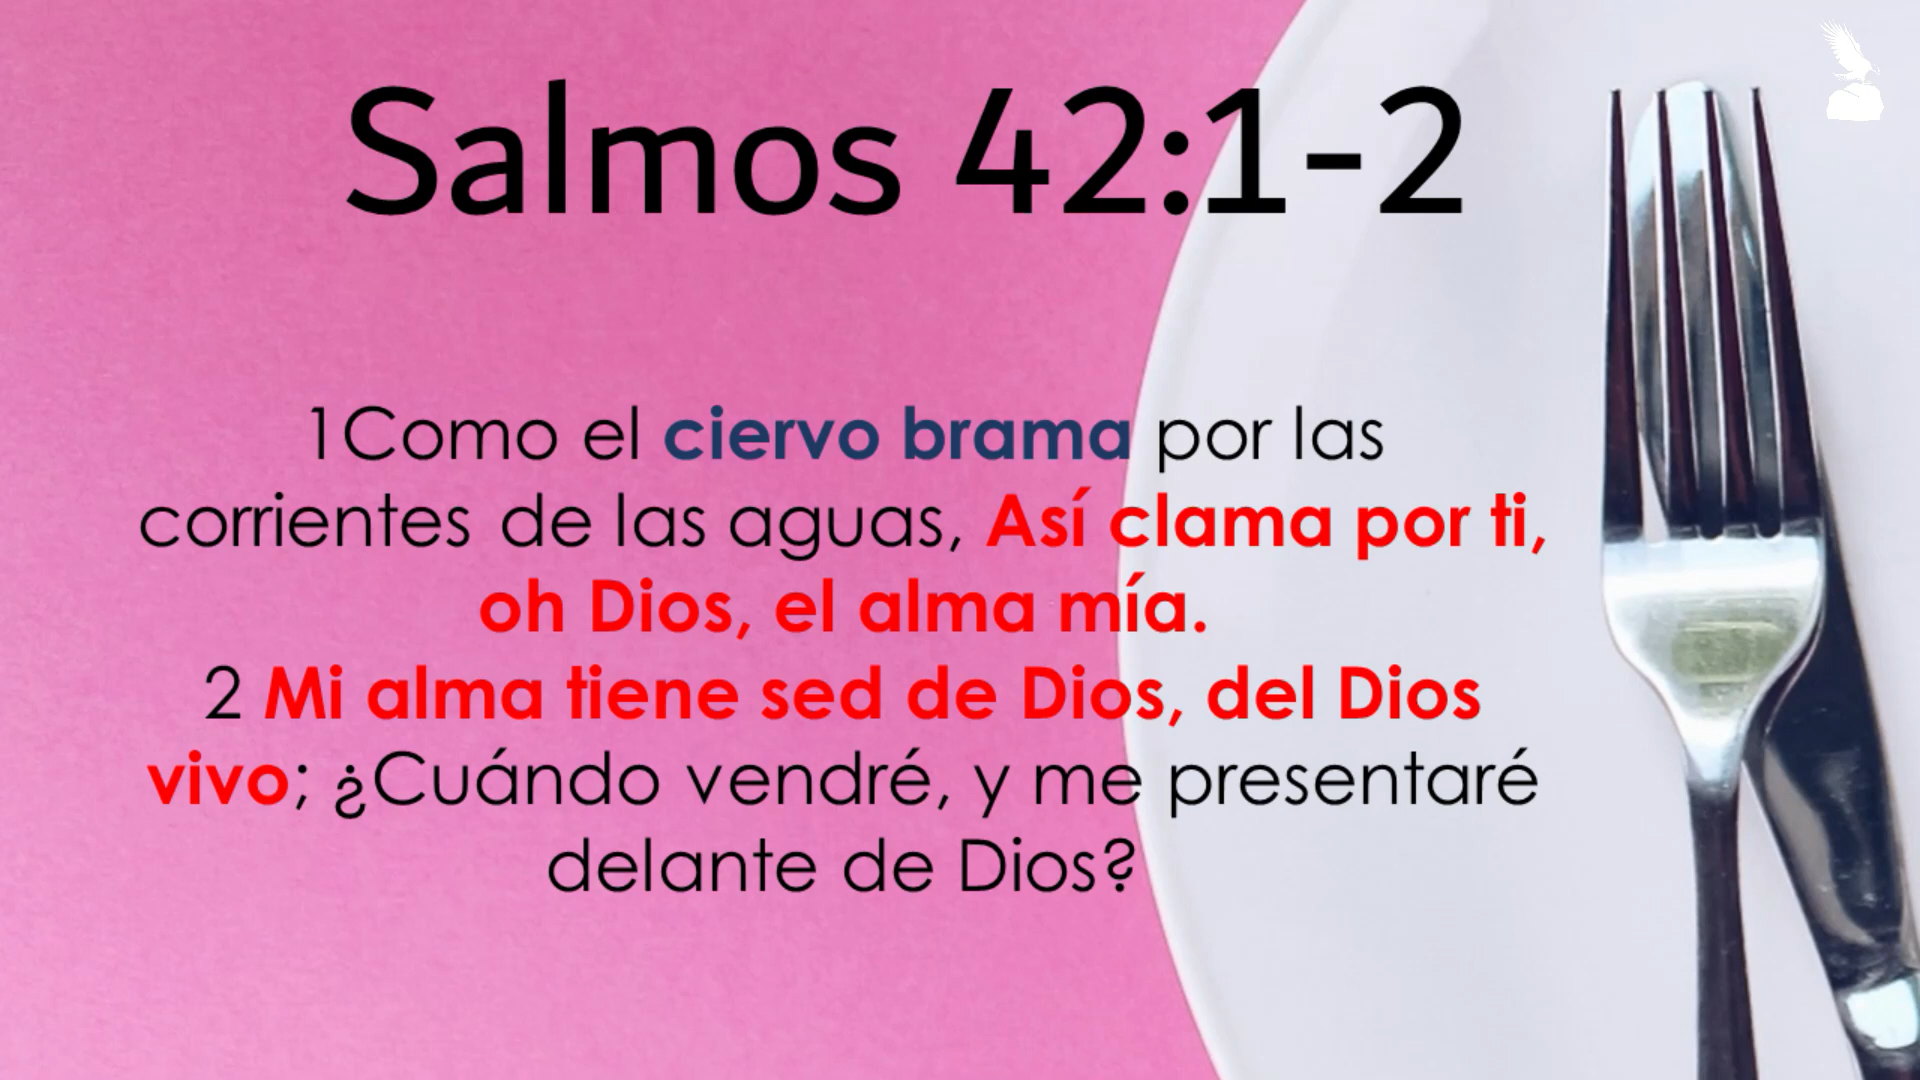 Salmos 42:1-2
1Como el ciervo brama por las
corrientes de las aguas, Así clama por ti,
oh Dios, el alma mía.
2 Mi alma tiene sed de Dios, del Dios
vivo; ¿Cuándo vendré, y me presentaré
delante de Dios?